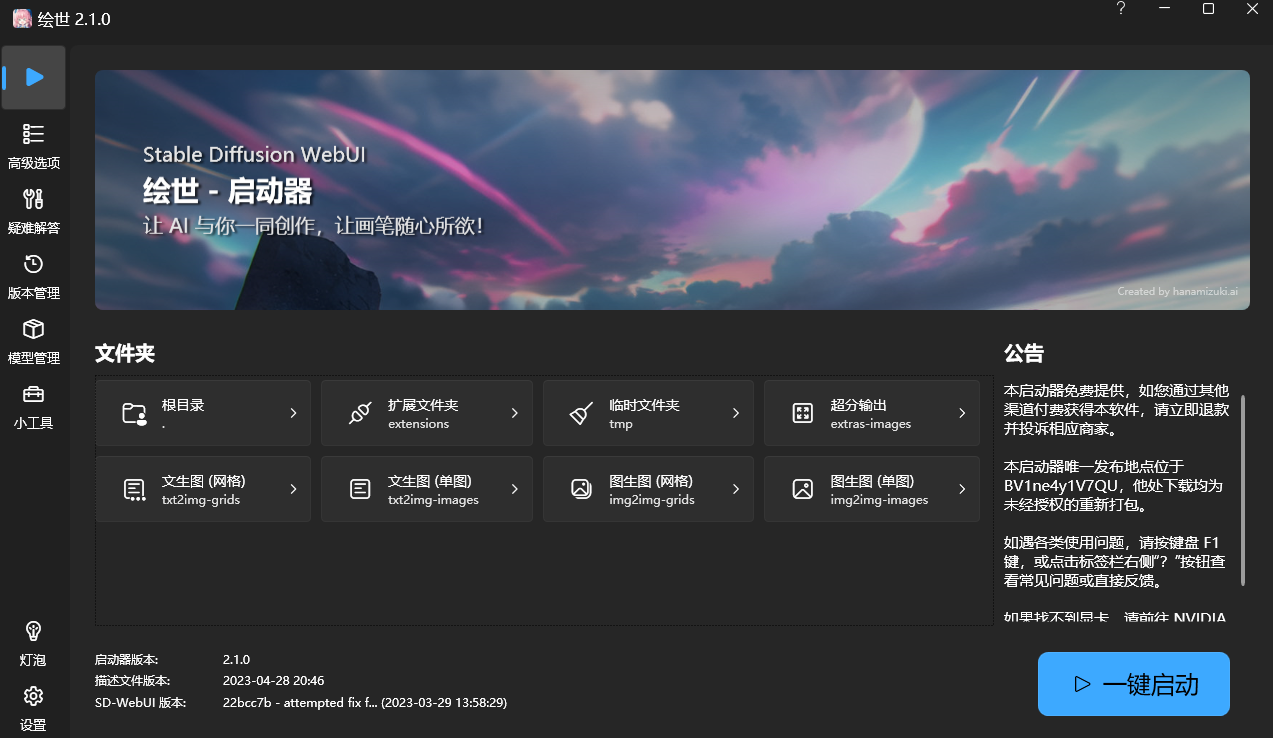 绘世 2.1.0
?
高级选项
疑难解答
版本管理
模型管理
小工具
灯泡
设置
Stable Diffusion WebUI
绘世 - 启动器
让 AI 与你一同创作，让画笔随心所欲！
Created by hanamizuki.ai
文件夹
根目录
.
扩展文件夹
extensions
临时文件夹
tmp
超分输出
extras-images
文生图 (网格)
txt2img-grids
文生图 (单图)
txt2img-images
图生图 (网格)
img2img-grids
图生图 (单图)
img2img-images
公告
本启动器免费提供，如您通过其他
渠道付费获得本软件，请立即退款
并投诉相应商家。
本启动器唯一发布地点位于
BV1ne4y1V7QU，他处下载均为
未经授权的重新打包。
如遇各类使用问题，请按键盘 F1
键，或点击标签栏右侧“？”按钮查
看常见问题或直接反馈。
如果找不到显卡，请前往 NVIDIA
启动器版本: 2.1.0
描述文件版本: 2023-04-28 20:46
SD-WebUI 版本: 22bcc7b - attempted fix f... (2023-03-29 13:58:29)
一键启动